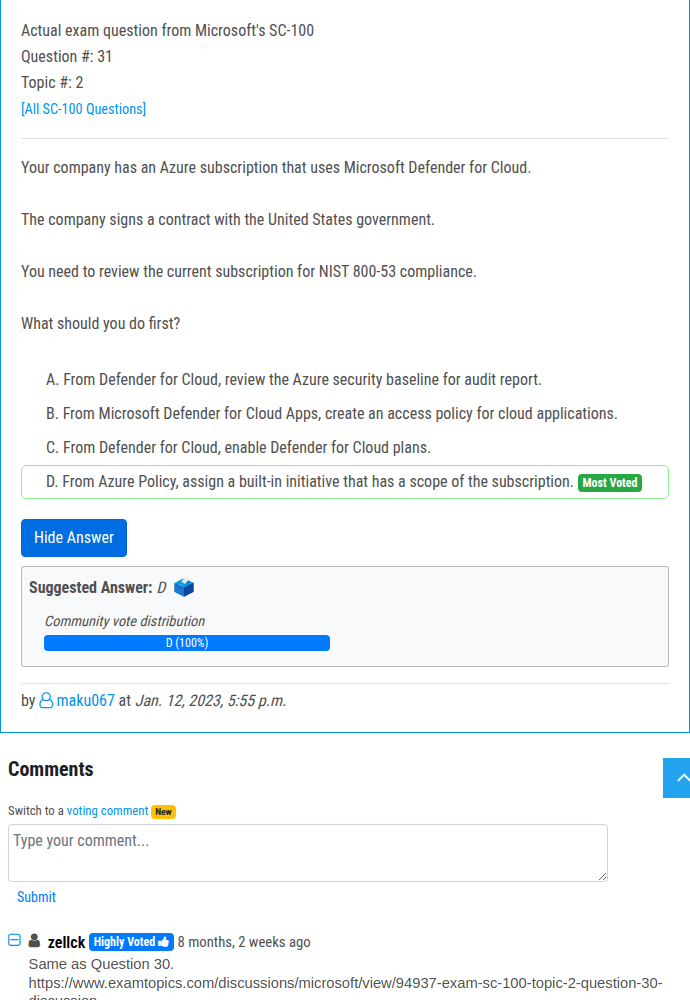 Actual exam question from Microsoft's SC-100
Question #: 31
Topic #: 2
[All SC-100 Questions]
Your company has an Azure subscription that uses Microsoft Defender for Cloud.
The company signs a contract with the United States government.
You need to review the current subscription for NIST 800-53 compliance.
What should you do first?
A. From Defender for Cloud, review the Azure security baseline for audit report.
B. From Microsoft Defender for Cloud Apps, create an access policy for cloud applications.
C. From Defender for Cloud, enable Defender for Cloud plans.
D. From Azure Policy, assign a built-in initiative that has a scope of the subscription. Most Voted
Hide Answer
Suggested Answer: D
Community vote distribution
D (100%)
by maku067 at Jan. 12, 2023, 5:55 p.m.
Comments
Switch to a voting comment New
Type your comment...
Submit
zellck Highly Voted 8 months, 2 weeks ago
Same as Question 30.
https://www.examtopics.com/discussions/microsoft/view/94937-exam-sc-100-topic-2-question-30-
discussion